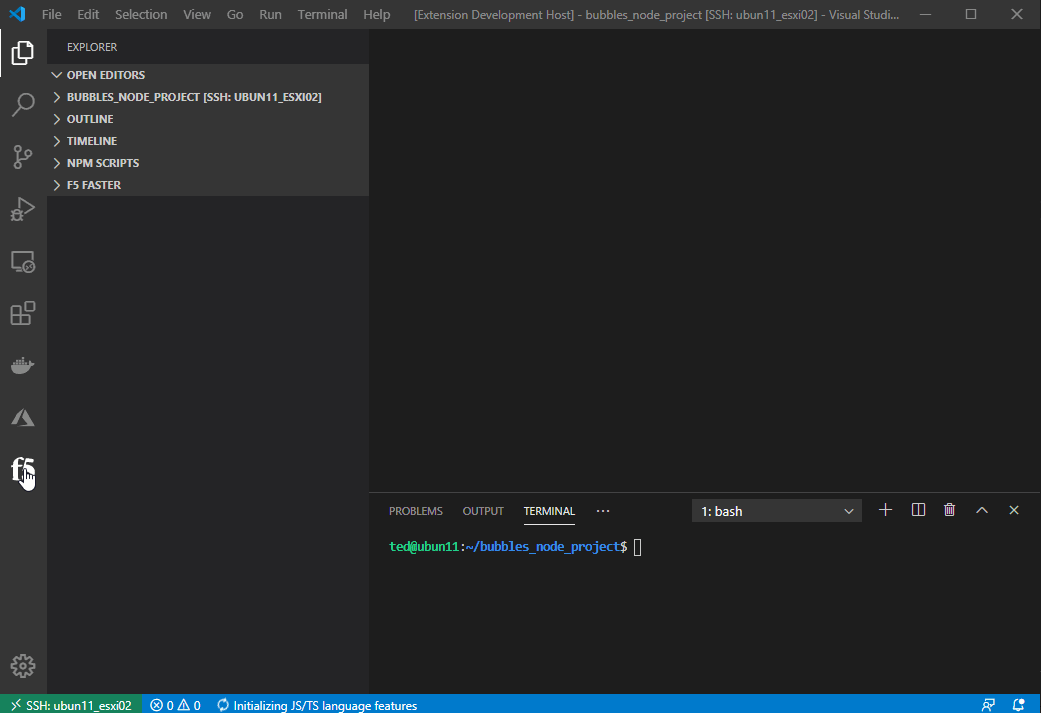 File Edit Selection View Go Run Terminal Help [Extension Development Host] - bubbles_node_project [SSH: ubun11_esxi02] - Visual Studi...
EXPLORER
OPEN EDITORS
BUBBLES_NODE_PROJECT [SSH: UBUN11_ESXI02]
OUTLINE
TIMELINE
NPM SCRIPTS
F5 FASTER
f5
PROBLEMS OUTPUT TERMINAL ... 1: bash
ted@ubun11:~/bubbles_node_project$
SSH: ubun11_esxi02 0 0 Initializing JS/TS language features